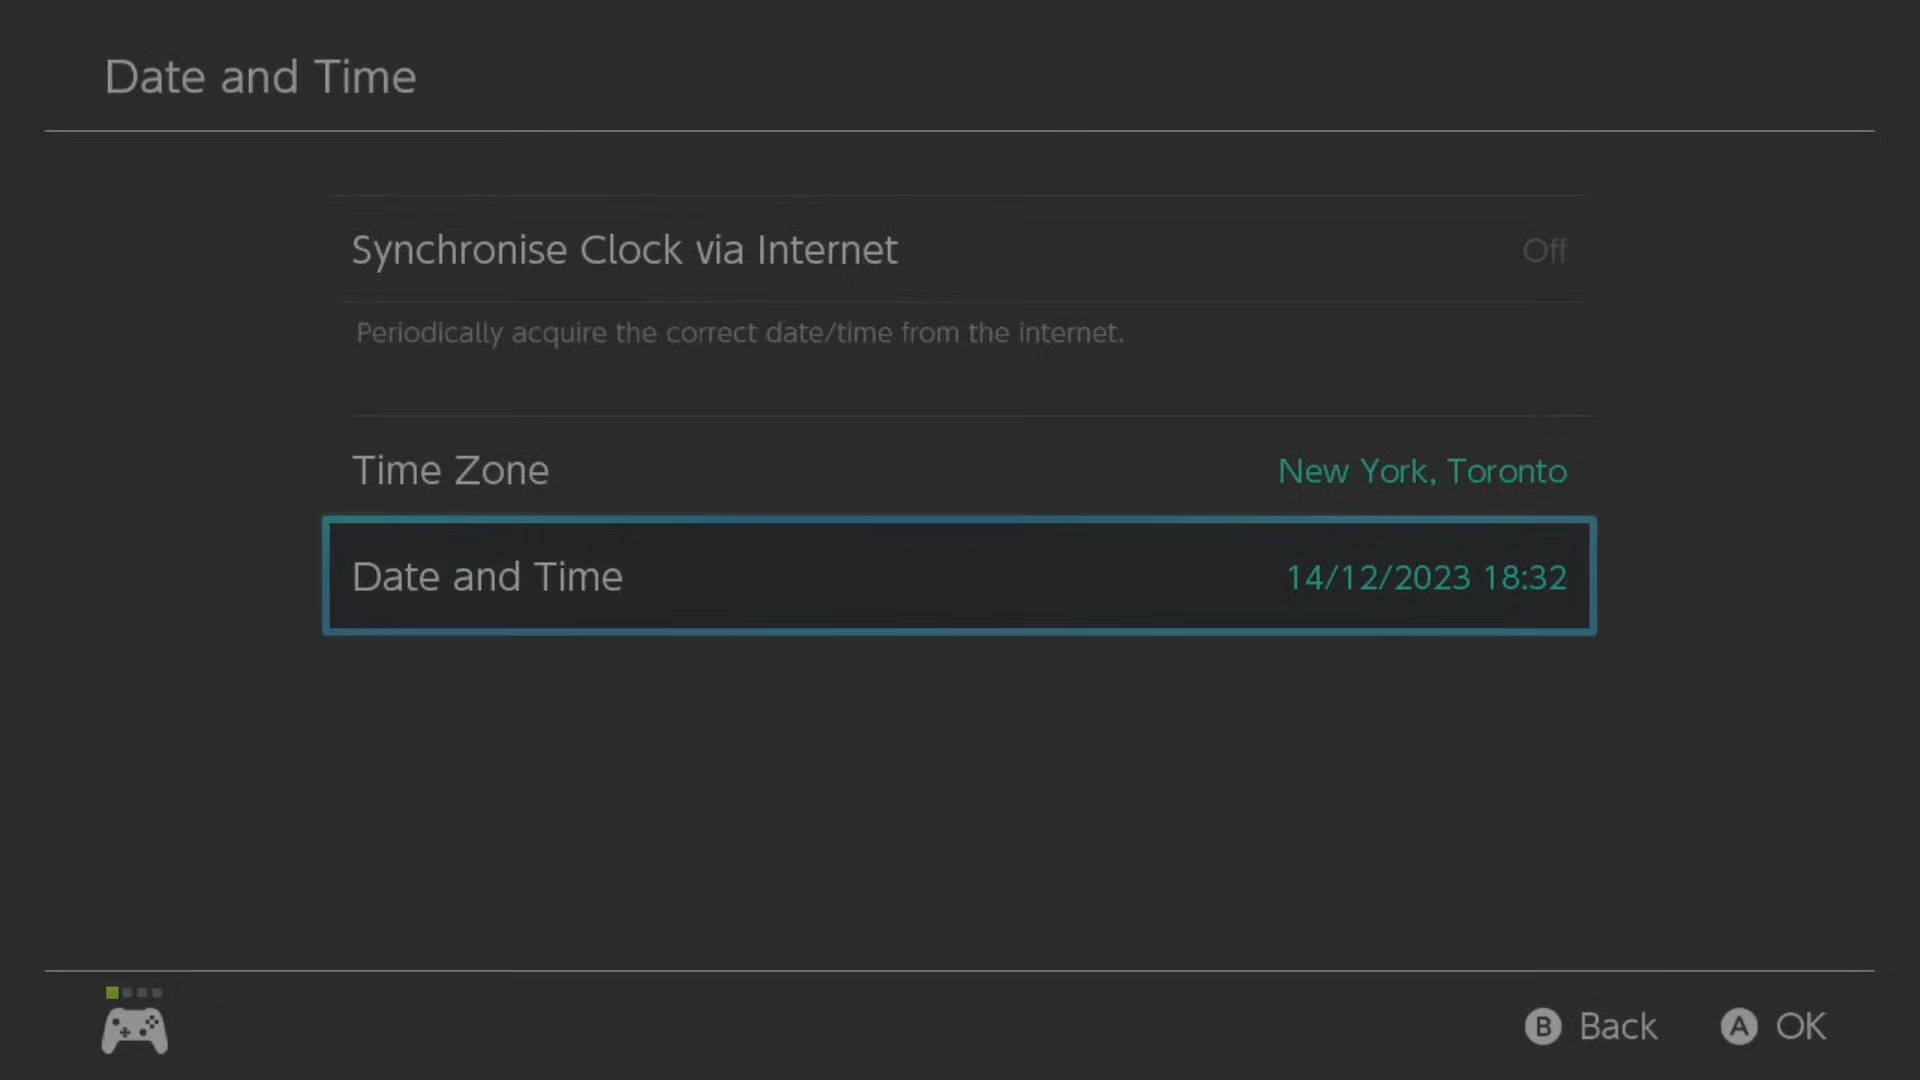 Date and Time
Synchronise Clock via Internet Off
Periodically acquire the correct date/time from the internet.
Time Zone New York, Toronto
Date and Time 14/12/2023 18:32
B Back A OK